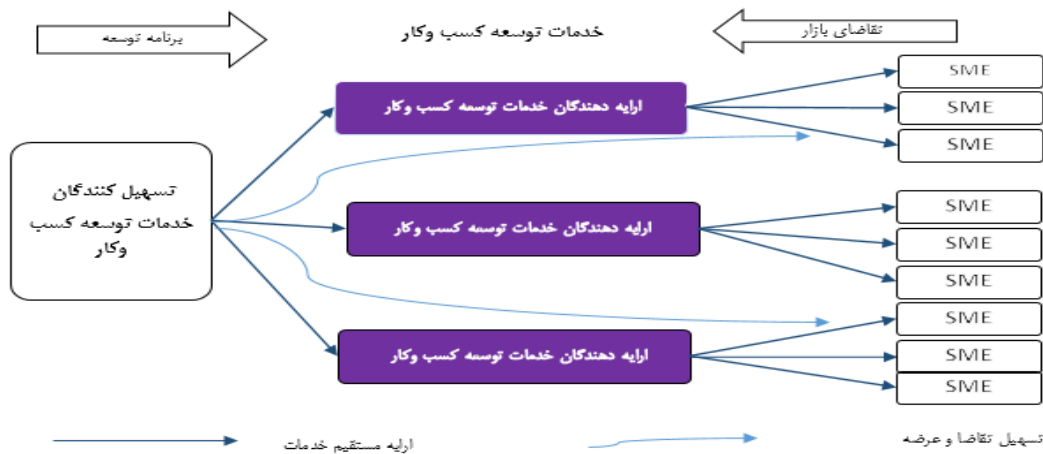 برنامه توسعه
خدمات توسعه کسب وکار
تقاضای بازار
تسهیل کنندگان
خدمات توسعه کسب
وکار
ارایه دهندگان خدمات توسعه کسب وکار
ارایه دهندگان خدمات توسعه کسب وکار
ارایه دهندگان خدمات توسعه کسب وکار
SME
SME
SME
SME
SME
SME
SME
SME
SME
ارایه مستقیم خدمات
تسهیل تقاضا و عرضه